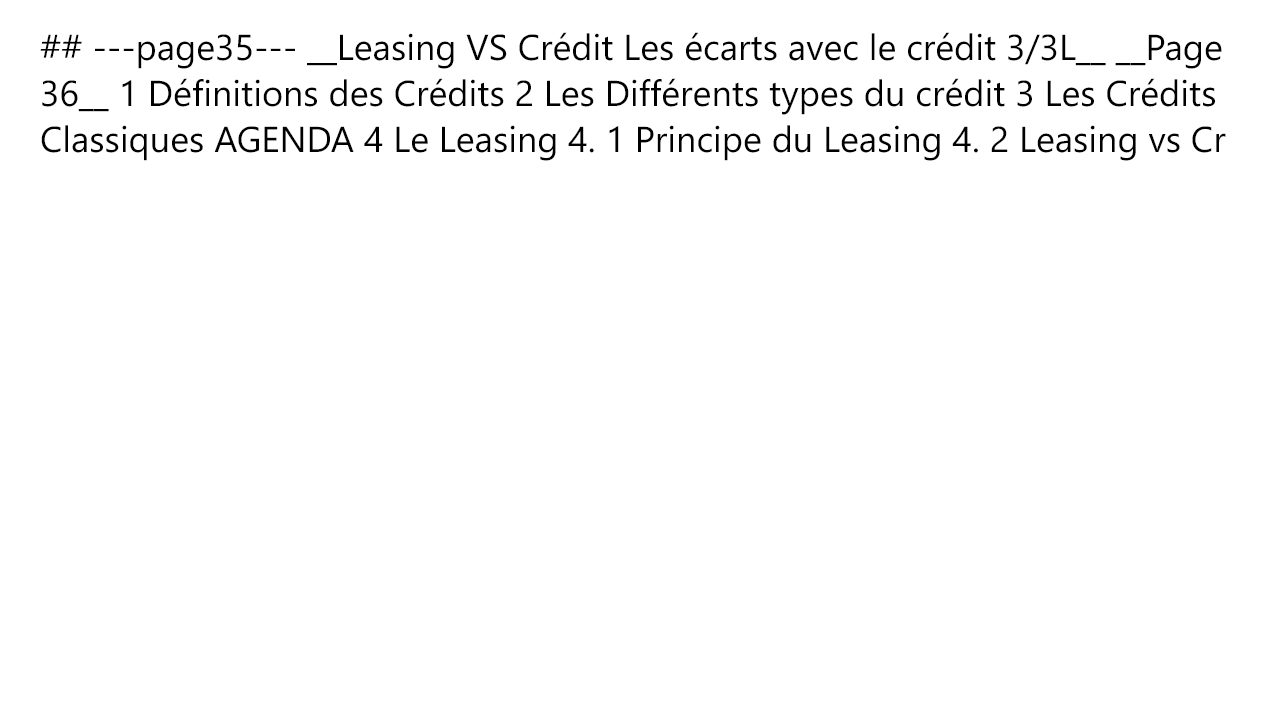 ## ---page35--- __Leasing VS Crédit Les écarts avec le crédit 3/3L__ __Page
36__ 1 Définitions des Crédits 2 Les Différents types du crédit 3 Les Crédits
Classiques AGENDA 4 Le Leasing 4. 1 Principe du Leasing 4. 2 Leasing vs Cr